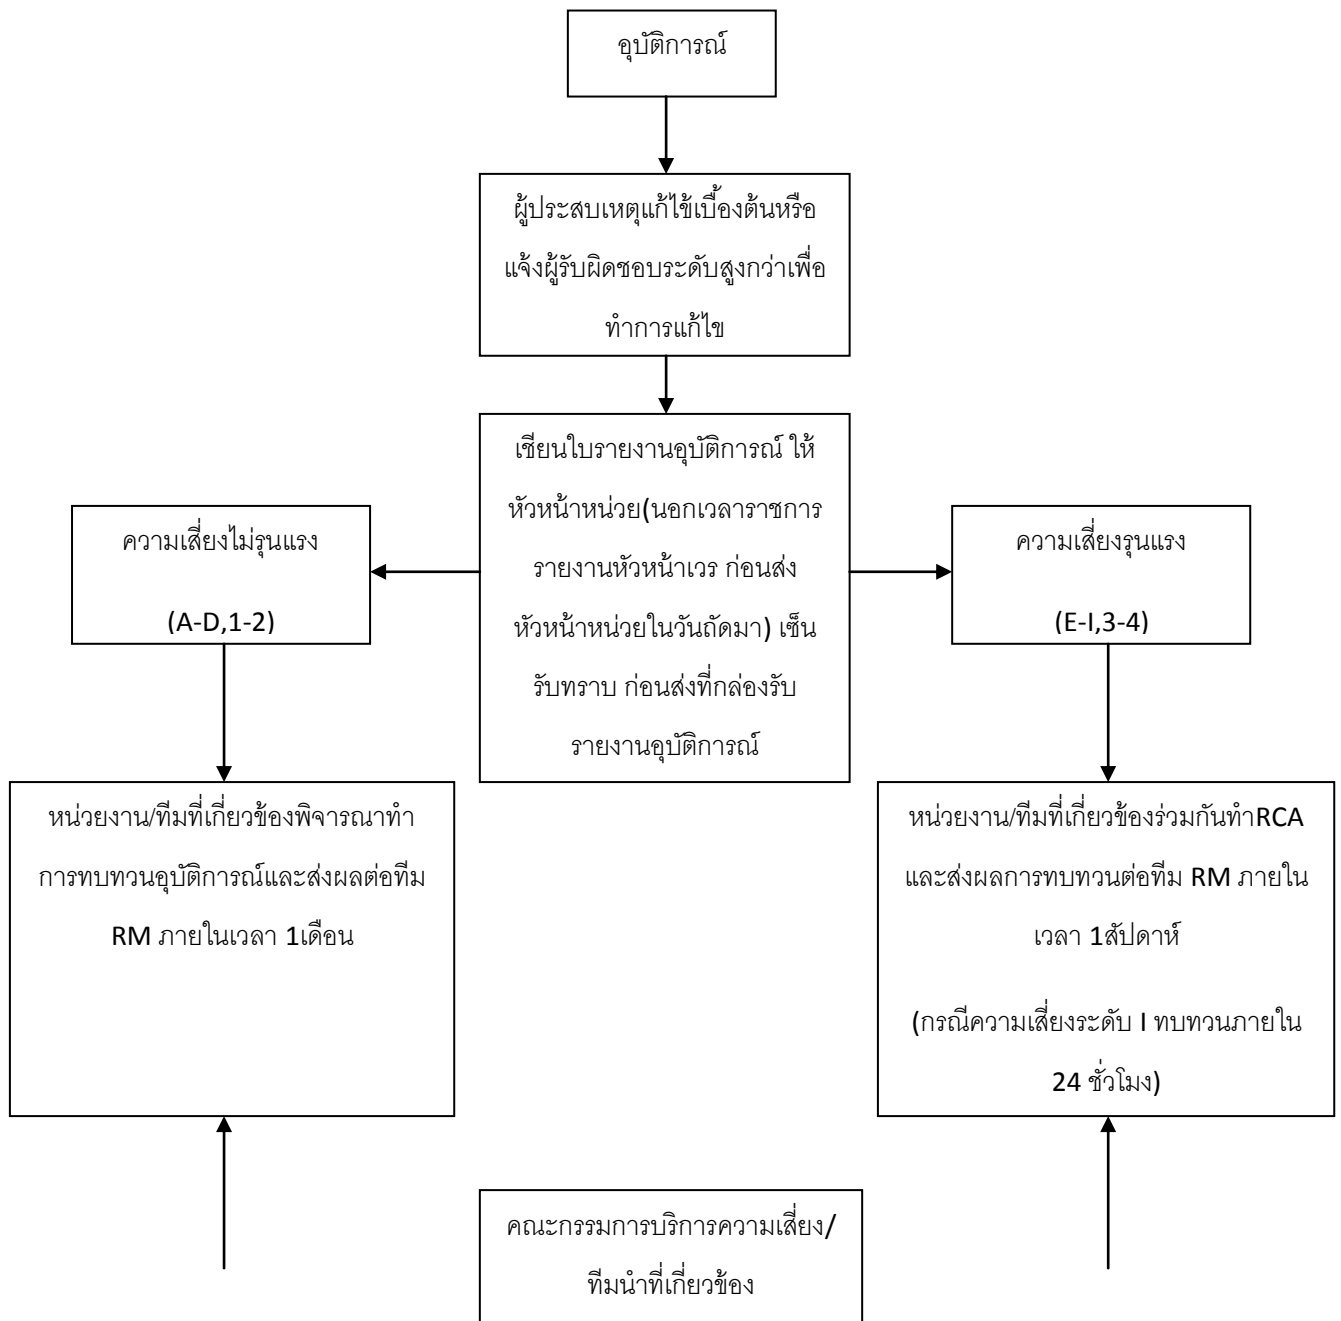 อุบัติการณ์
ผู้ประสบเหตุแก้ไข้เบื้องต้นหรือ
แจ้งผู้รับผิดชอบระดับสูงกว่าเพื่อ
ทำการแก้ไข
เชียนใบรายงานอุบัติการณ์ ให้
หัวหน้าหน่วย(นอกเวลาราชการ
รายงานหัวหน้าเวร ก่อนส่ง
หัวหน้าหน่วยในวันถัดมา) เซ็น
รับทราบ ก่อนส่งที่กล่องรับ
รายงานอุบัติการณ์
ความเสี่ยงไม่รุนแรง
(A-D,1-2)
ความเสี่ยงรุนแรง
(E-I,3-4)
หน่วยงาน/ทีมที่เกี่ยวข้องพิจารณาทำ
การทบทวนอุบัติการณ์และส่งผลต่อทีม
RM ภายในเวลา 1เดือน
หน่วยงาน/ทีมที่เกี่ยวข้องร่วมกันทำRCA
และส่งผลการทบทวนต่อทีม RM ภายใน
เวลา 1สัปดาห์
(กรณีความเสี่ยงระดับ I ทบทวนภายใน
24 ชั่วโมง)
คณะกรรมการบริการความเสี่ยง/
ทีมนำที่เกี่ยวข้อง